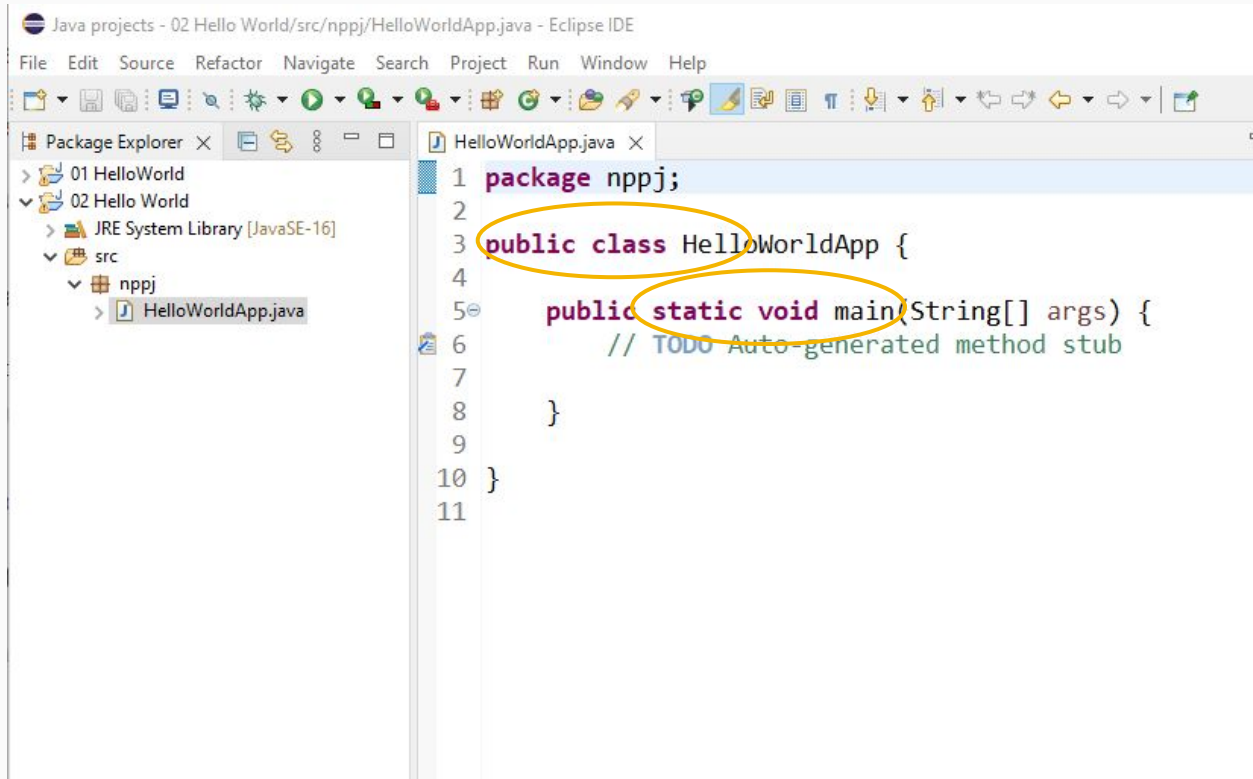 Java projects - 02 Hello World/src/nppj/HelloWorldApp.java - Eclipse IDE
File Edit Source Refactor Navigate Search Project Run Window Help
Package Explorer
01 HelloWorld
02 Hello World
JRE System Library [JavaSE-16]
src
nppj
HelloWorldApp.java
HelloWorldApp.java
1 package nppj;
2
3 public class HelloWorldApp {
4
5 public static void main(String[] args) {
6 // TODO Auto-generated method stub
7
8 }
9
10 }
11